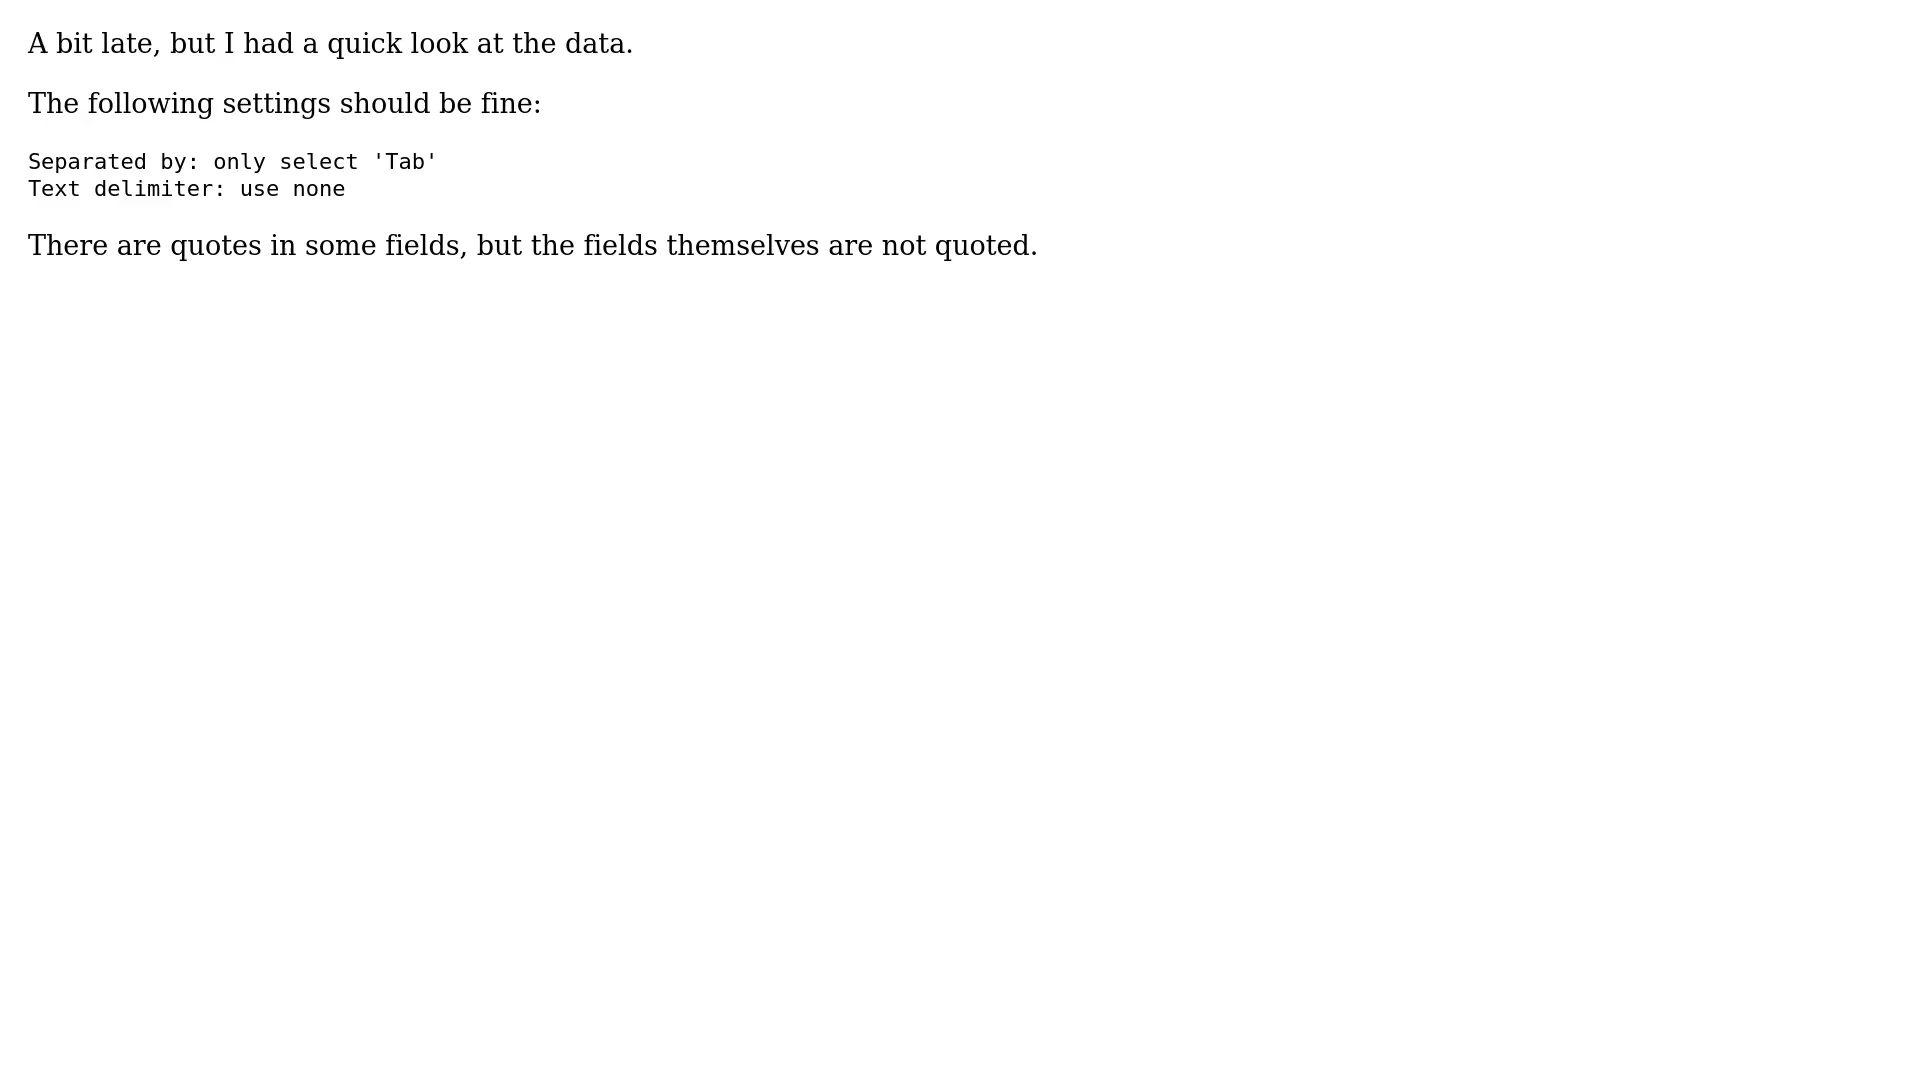 A bit late, but I had a quick look at the data.
The following settings should be fine:
Separated by: only select 'Tab'
Text delimiter: use none
There are quotes in some fields, but the fields themselves are not quoted.